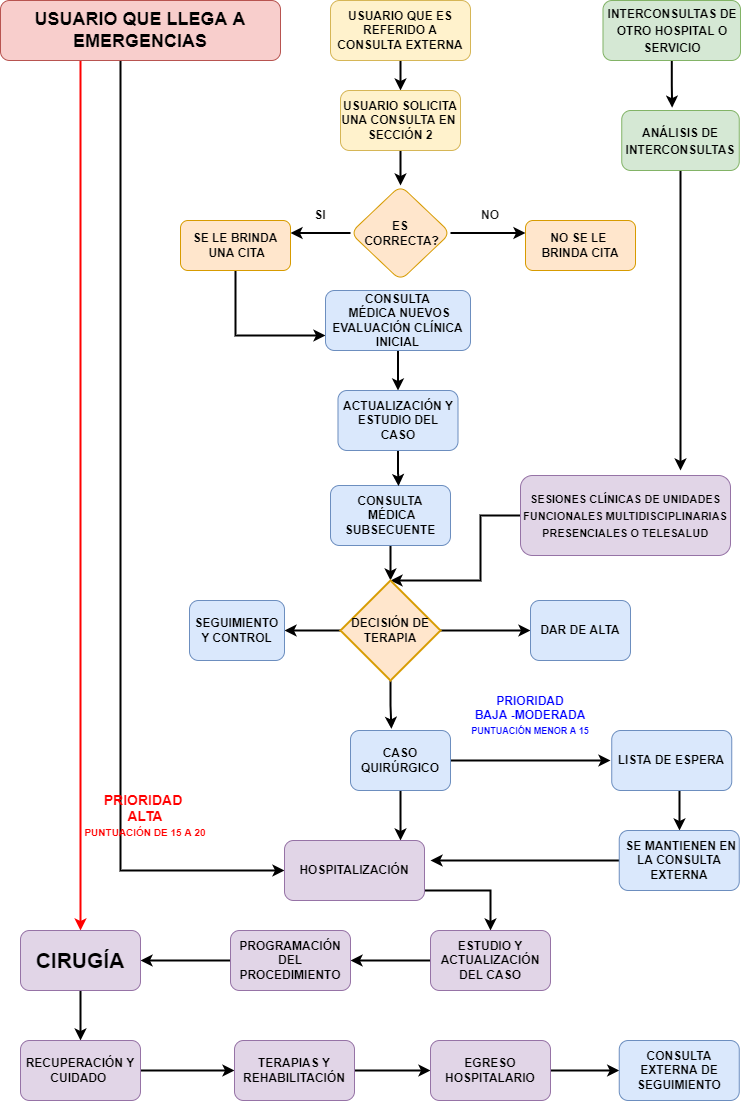 USUARIO QUE LLEGA A
EMERGENCIAS
USUARIO QUE ES
REFERIDO A
CONSULTA EXTERNA
INTERCONSULTAS DE
OTRO HOSPITAL O
SERVICIO
USUARIO SOLICITA
UNA CONSULTA EN
SECCIÓN 2
ANÁLISIS DE
INTERCONSULTAS
SI
ES
CORRECTA?
NO
SE LE BRINDA
UNA CITA
NO SE LE
BRINDA CITA
CONSULTA
MÉDICA NUEVOS
EVALUACIÓN CLÍNICA
INICIAL
ACTUALIZACIÓN Y
ESTUDIO DEL
CASO
CONSULTA
MÉDICA
SUBSECUENTE
SESIONES CLÍNICAS DE UNIDADES
FUNCIONALES MULTIDISCIPLINARIAS
PRESENCIALES O TELESALUD
SEGUIMIENTO
Y CONTROL
DECISIÓN DE
TERAPIA
DAR DE ALTA
PRIORIDAD
BAJA -MODERADA
PUNTUACIÓN MENOR A 15
CASO
QUIRÚRGICO
LISTA DE ESPERA
PRIORIDAD
ALTA
PUNTUACIÓN DE 15 A 20
HOSPITALIZACIÓN
SE MANTIENEN EN
LA CONSULTA
EXTERNA
CIRUGÍA
PROGRAMACIÓN
DEL
PROCEDIMIENTO
ESTUDIO Y
ACTUALIZACIÓN
DEL CASO
RECUPERACIÓN Y
CUIDADO
TERAPIAS Y
REHABILITACIÓN
EGRESO
HOSPITALARIO
CONSULTA
EXTERNA DE
SEGUIMIENTO